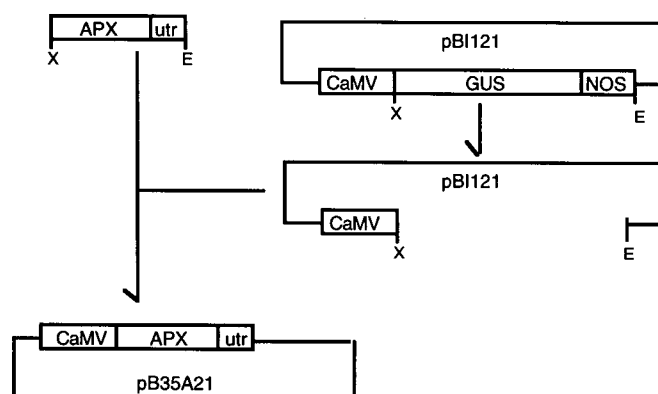 APX utr
X E
pBI121
CaMV GUS NOS
X E
pBI121
CaMV
X E
CaMV APX utr
pB35A21